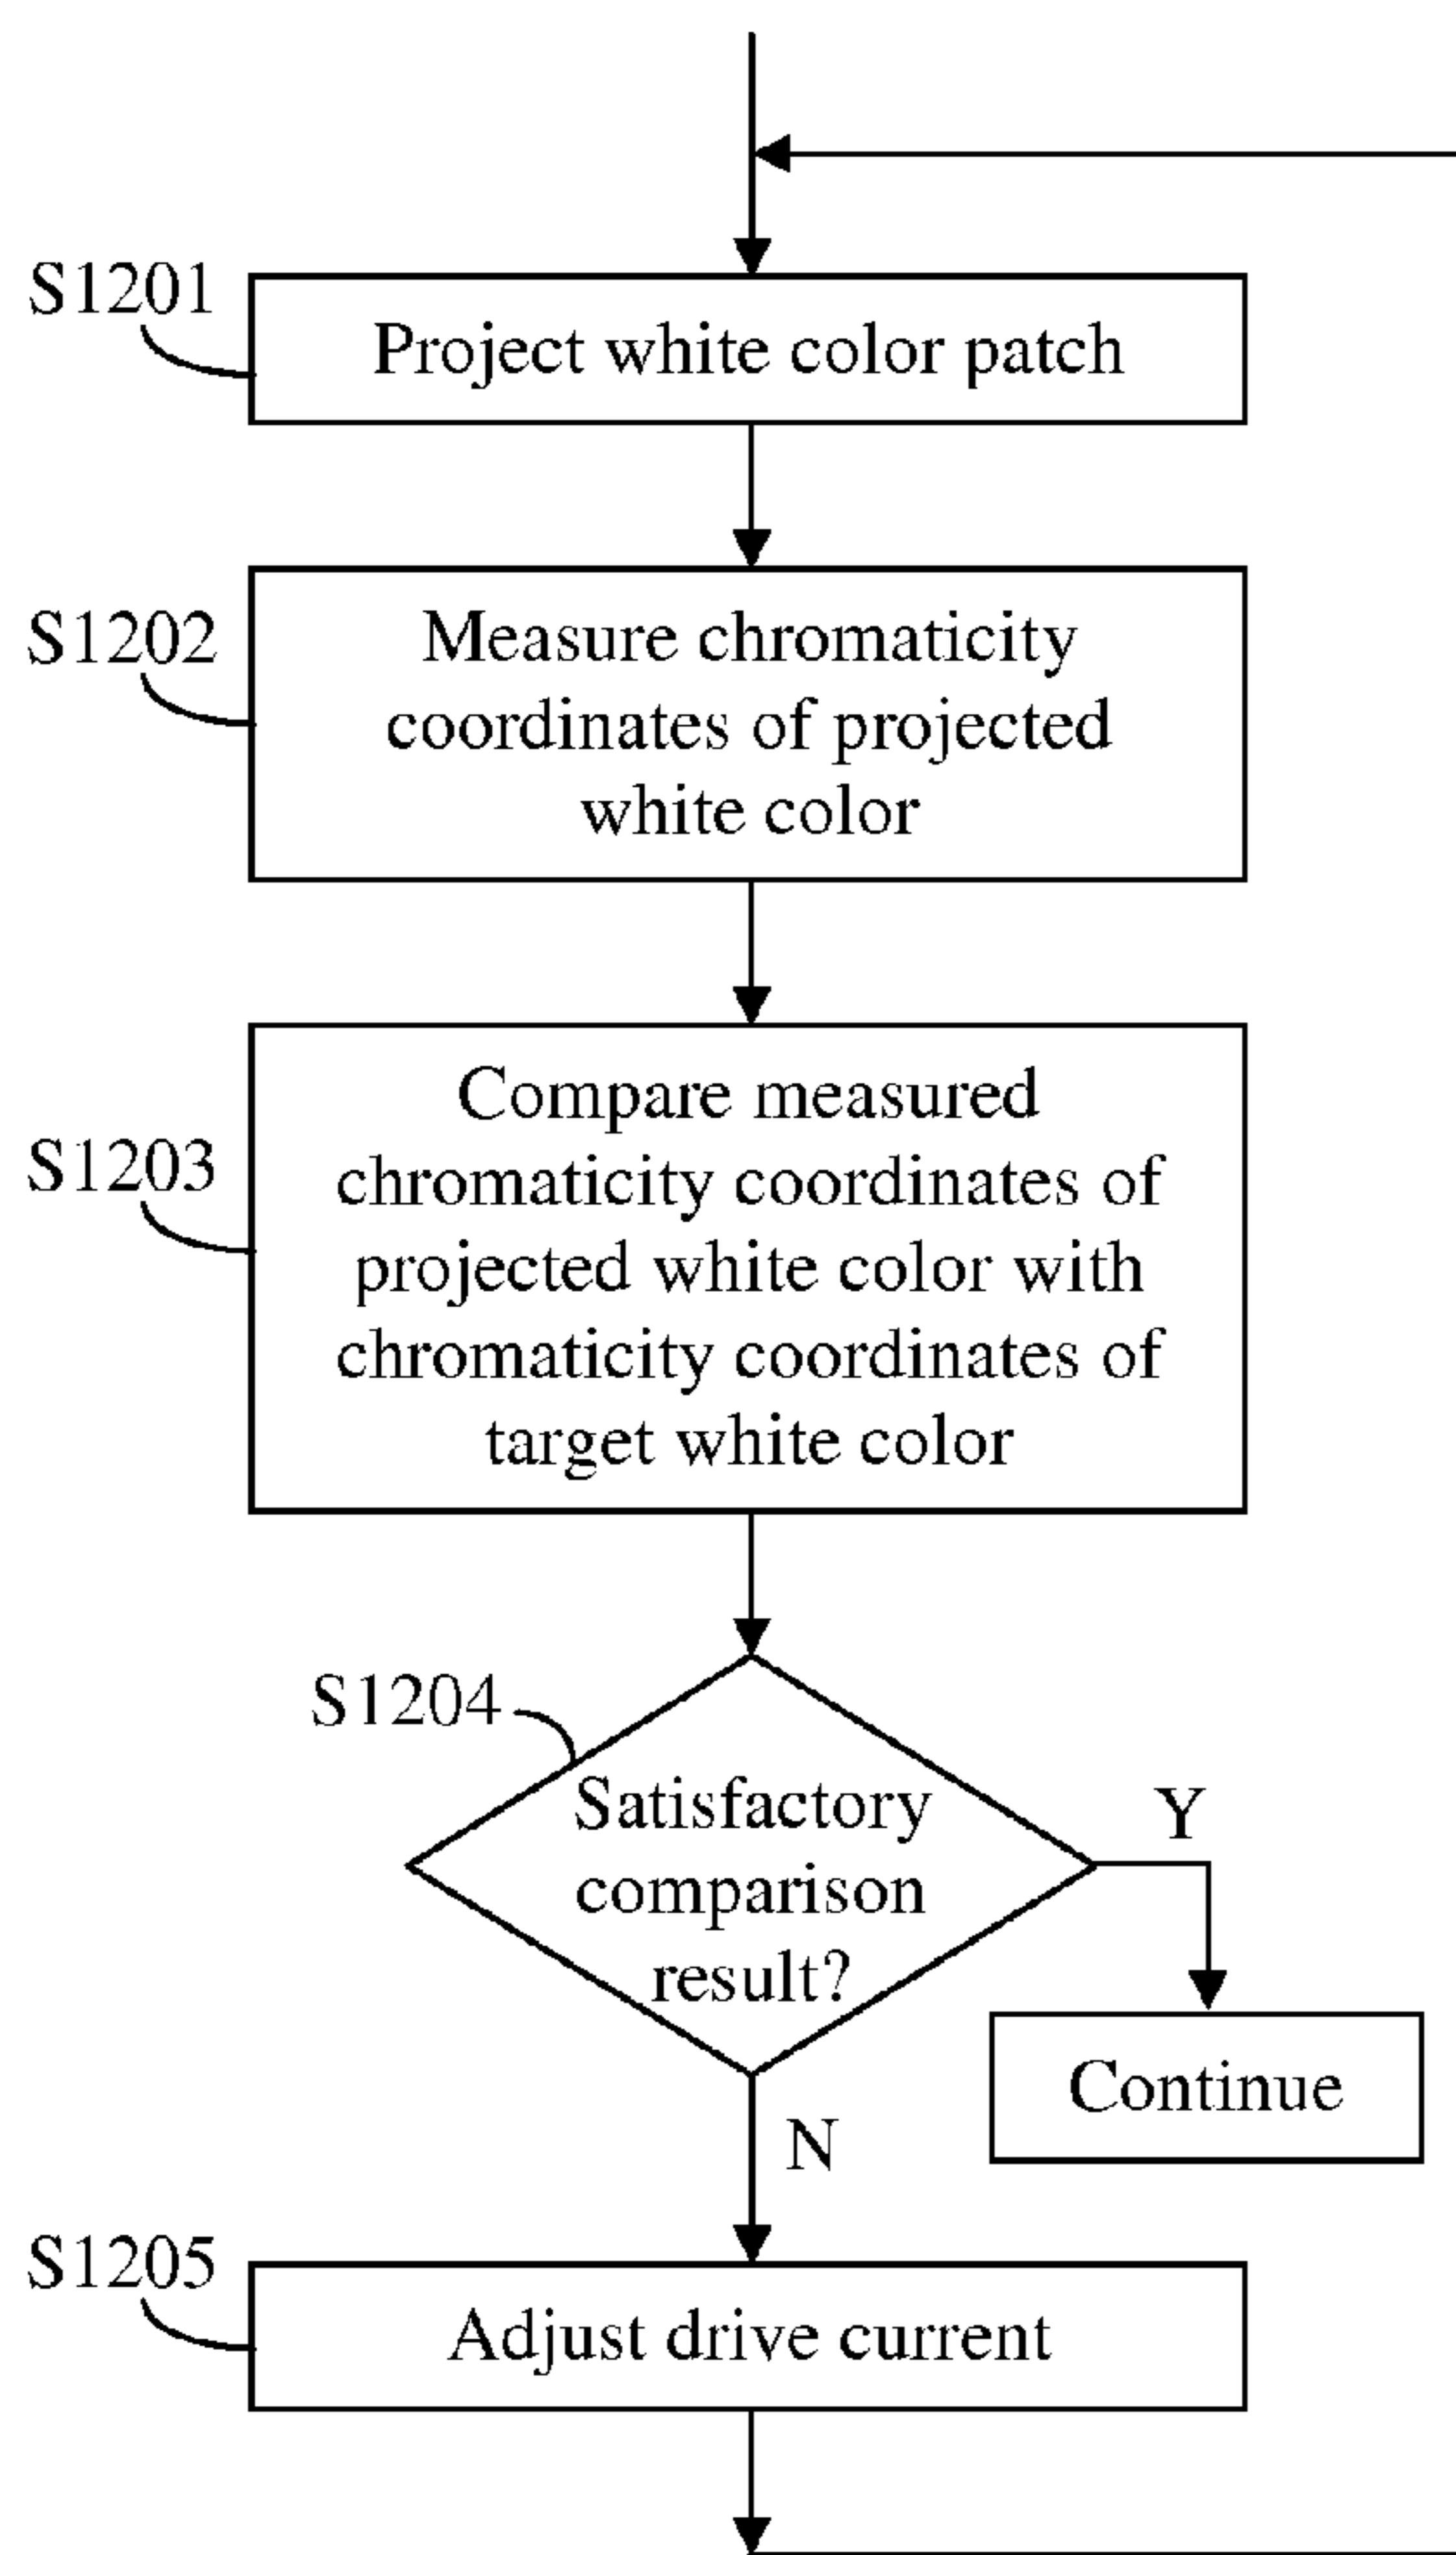 S1201
Project white color patch
S1202
Measure chromaticity
coordinates of projected
white color
S1203
Compare measured
chromaticity coordinates of
projected white color with
chromaticity coordinates of
target white color
S1204
Satisfactory
comparison
result?
Y
Continue
N
S1205
Adjust drive current